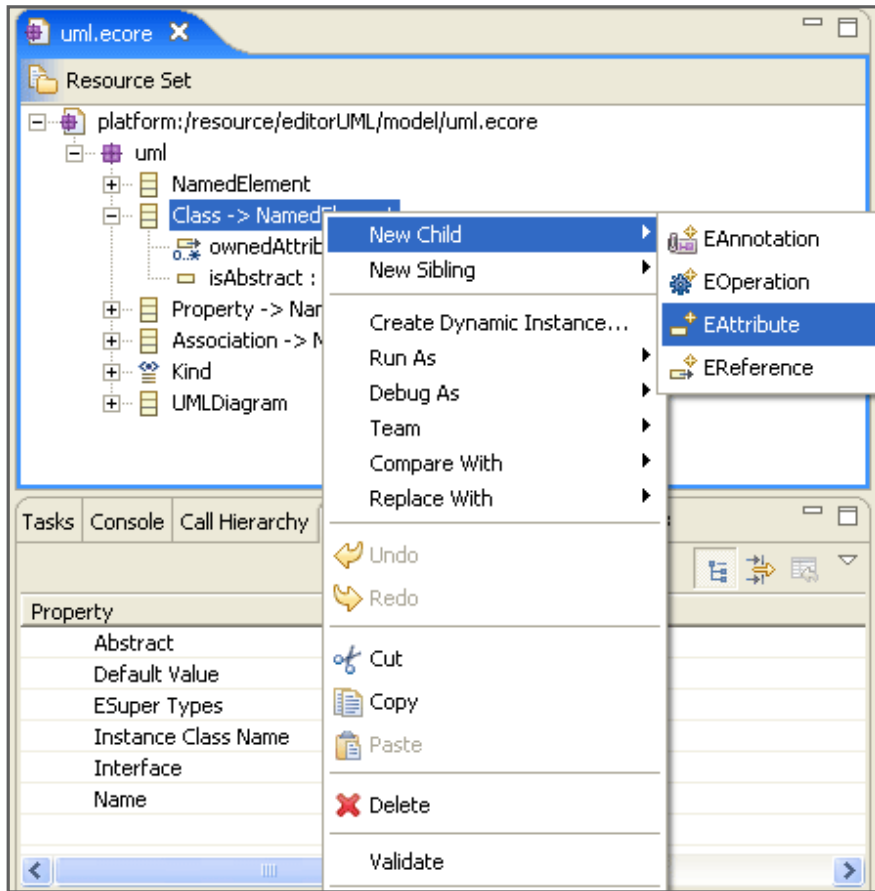 uml.ecore
Resource Set
platform:/resource/editorUML/model/uml.ecore
uml
NamedElement
Class -> NamedElement
ownedAttrib
0..*
isAbstract :
Property -> Nar
Association -> N
Kind
UMLDiagram
New Child
New Sibling
Create Dynamic Instance...
Run As
Debug As
Team
Compare With
Replace With
Undo
Redo
Cut
Copy
Paste
Delete
Validate
EAnnotation
EOperation
EAttribute
EReference
Tasks
Console
Call Hierarchy
Property
Abstract
Default Value
ESuper Types
Instance Class Name
Interface
Name